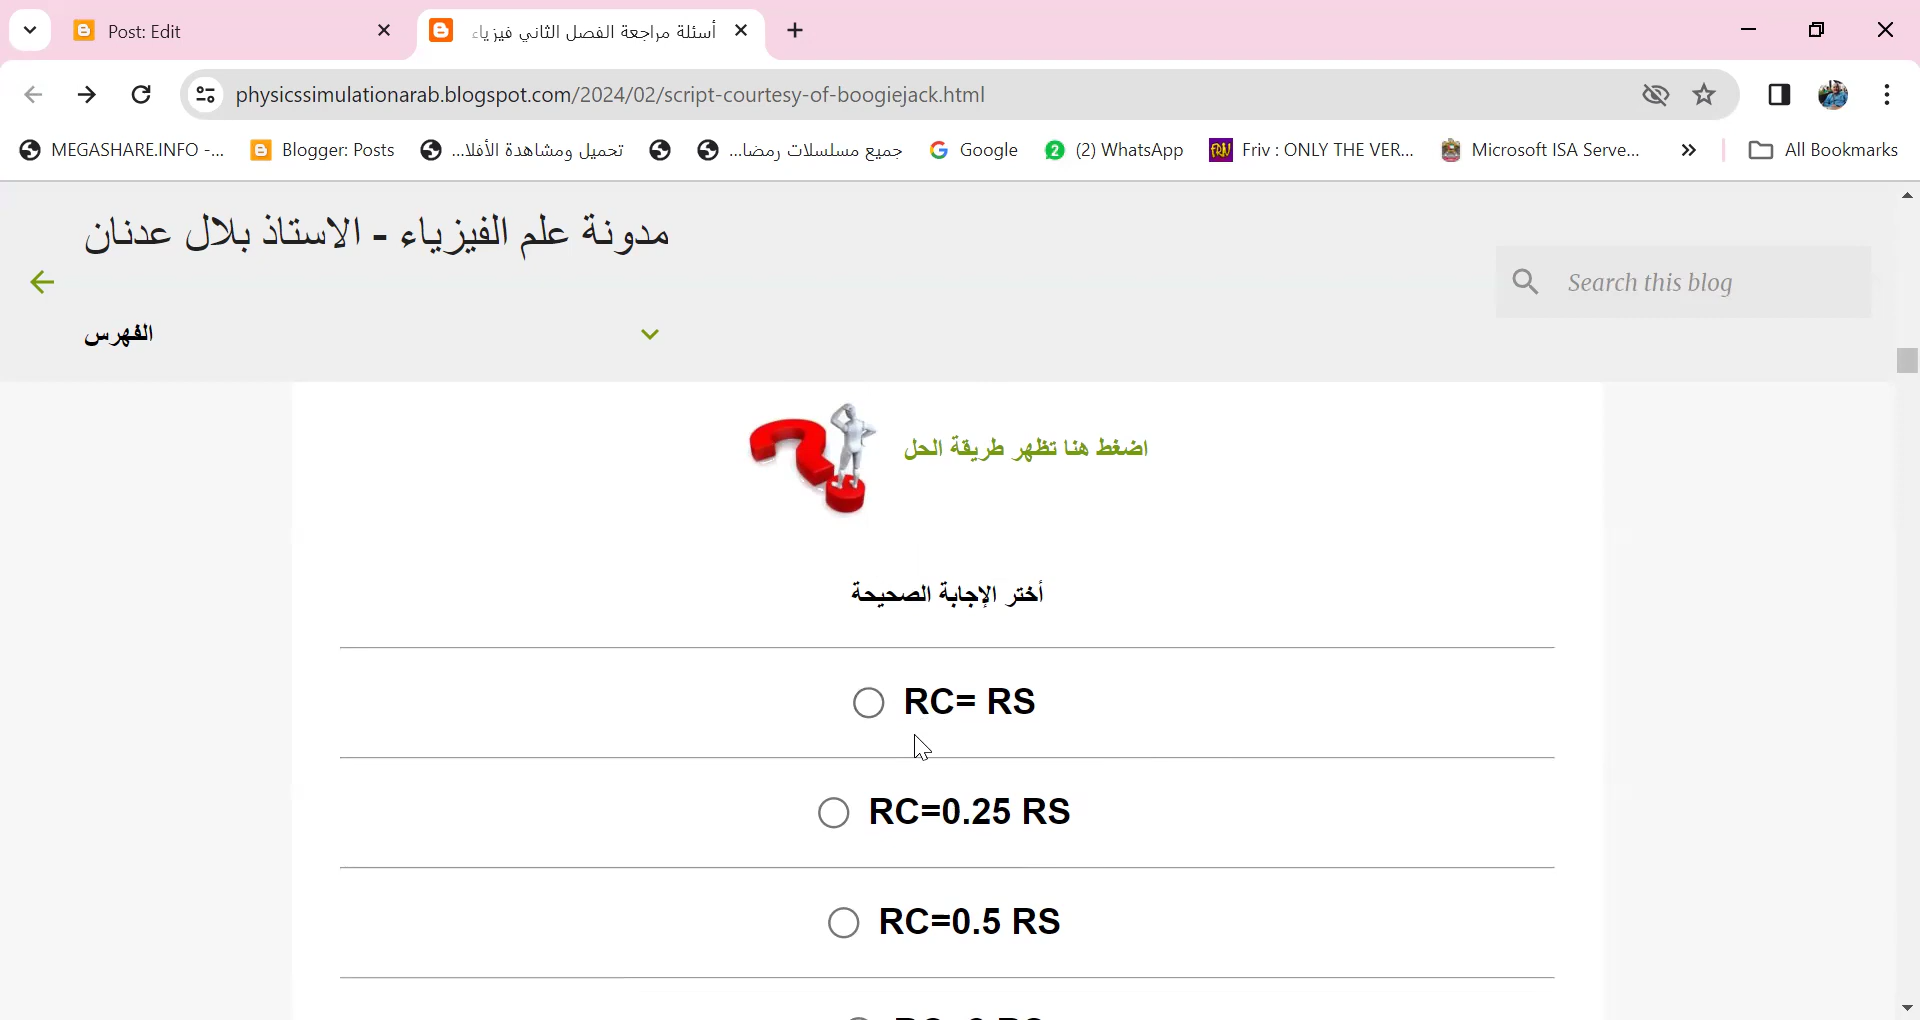 Post: Edit
أسئلة مراجعة الفصل الثاني فيزياء
physicssimulationarab.blogspot.com/2024/02/script-courtesy-of-boogiejack.html
MEGASHARE.INFO -...
Blogger: Posts
تحميل ومشاهدة الأفلا...
جميع مسلسلات رمضا...
Google
2
(2) WhatsApp
FRIV
Friv : ONLY THE VER...
Microsoft ISA Serve...
»
All Bookmarks
مدونة علم الفيزياء - الاستاذ بلال عدنان
Search this blog
الفهرس
اضغط هنا تظهر طريقة الحل
أختر الإجابة الصحيحة
RC= RS
RC=0.25 RS
RC=0.5 RS